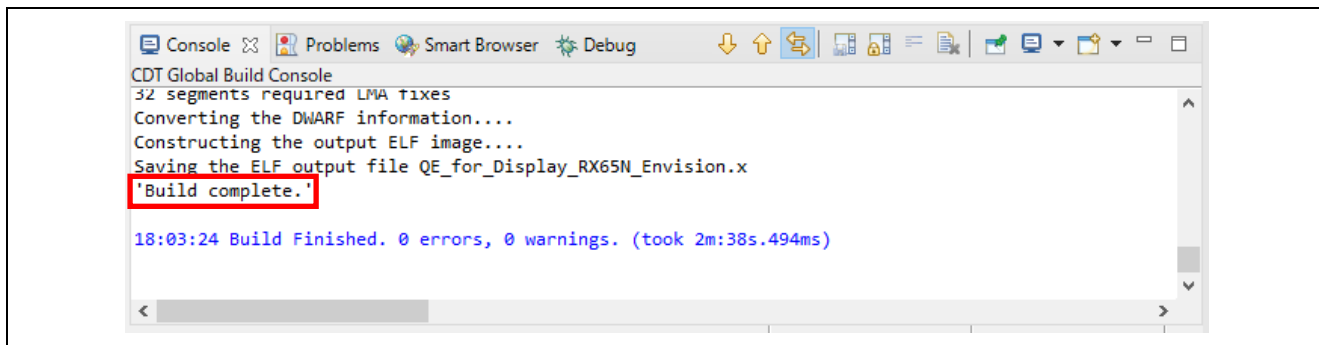 Console Problems Smart Browser Debug
CDT Global Build Console
32 segments required LMA fixes
Converting the DWARF information....
Constructing the output ELF image....
Saving the ELF output file QE_for_Display_RX65N_Envision.x
'Build complete.'
18:03:24 Build Finished. 0 errors, 0 warnings. (took 2m:38s.494ms)